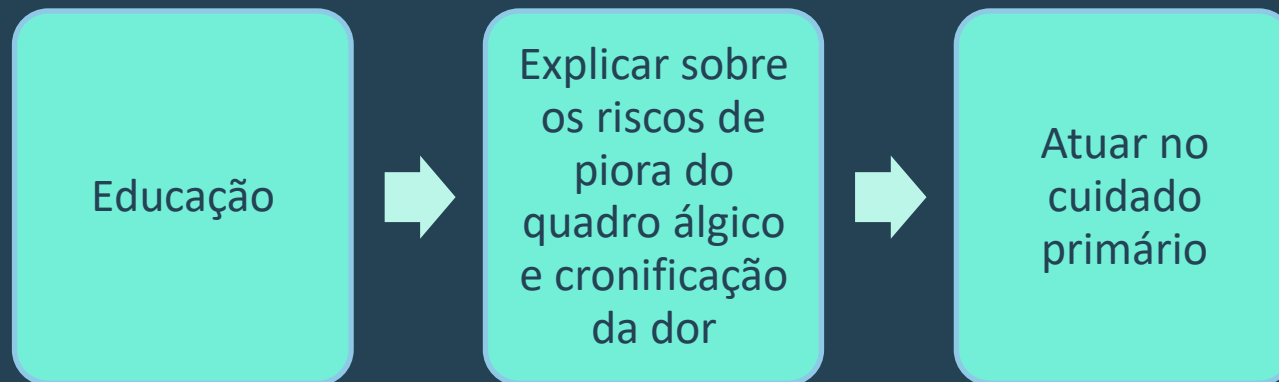 Educação
Explicar sobre
os riscos de
piora do
quadro álgico
e cronificação
da dor
Atuar no
cuidado
primário